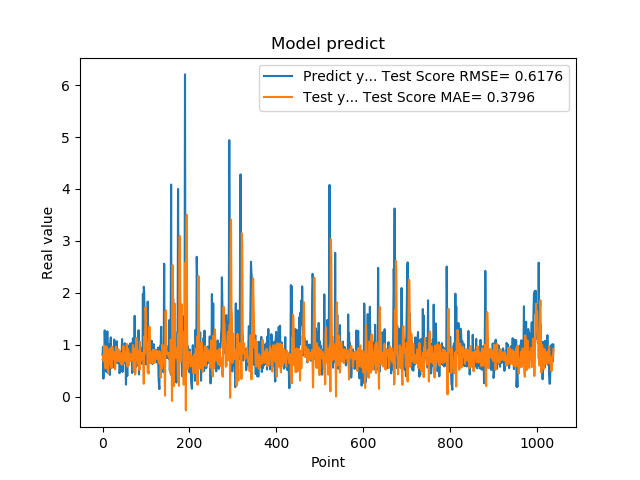 Model predict
Predict y... Test Score RMSE= 0.6176
Test y... Test Score MAE= 0.3796
6
5
4
3
2
1
0
Real value
0 200 400 600 800 1000
Point